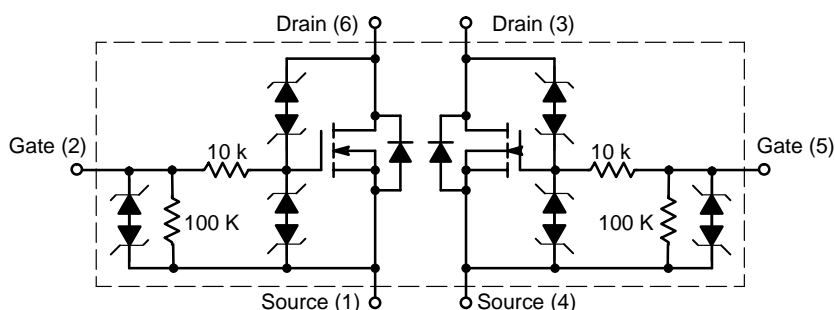 Drain (6)
Drain (3)
Gate (2)
10 k
10 k
Gate (5)
100 K
100 K
Source (1)
Source (4)